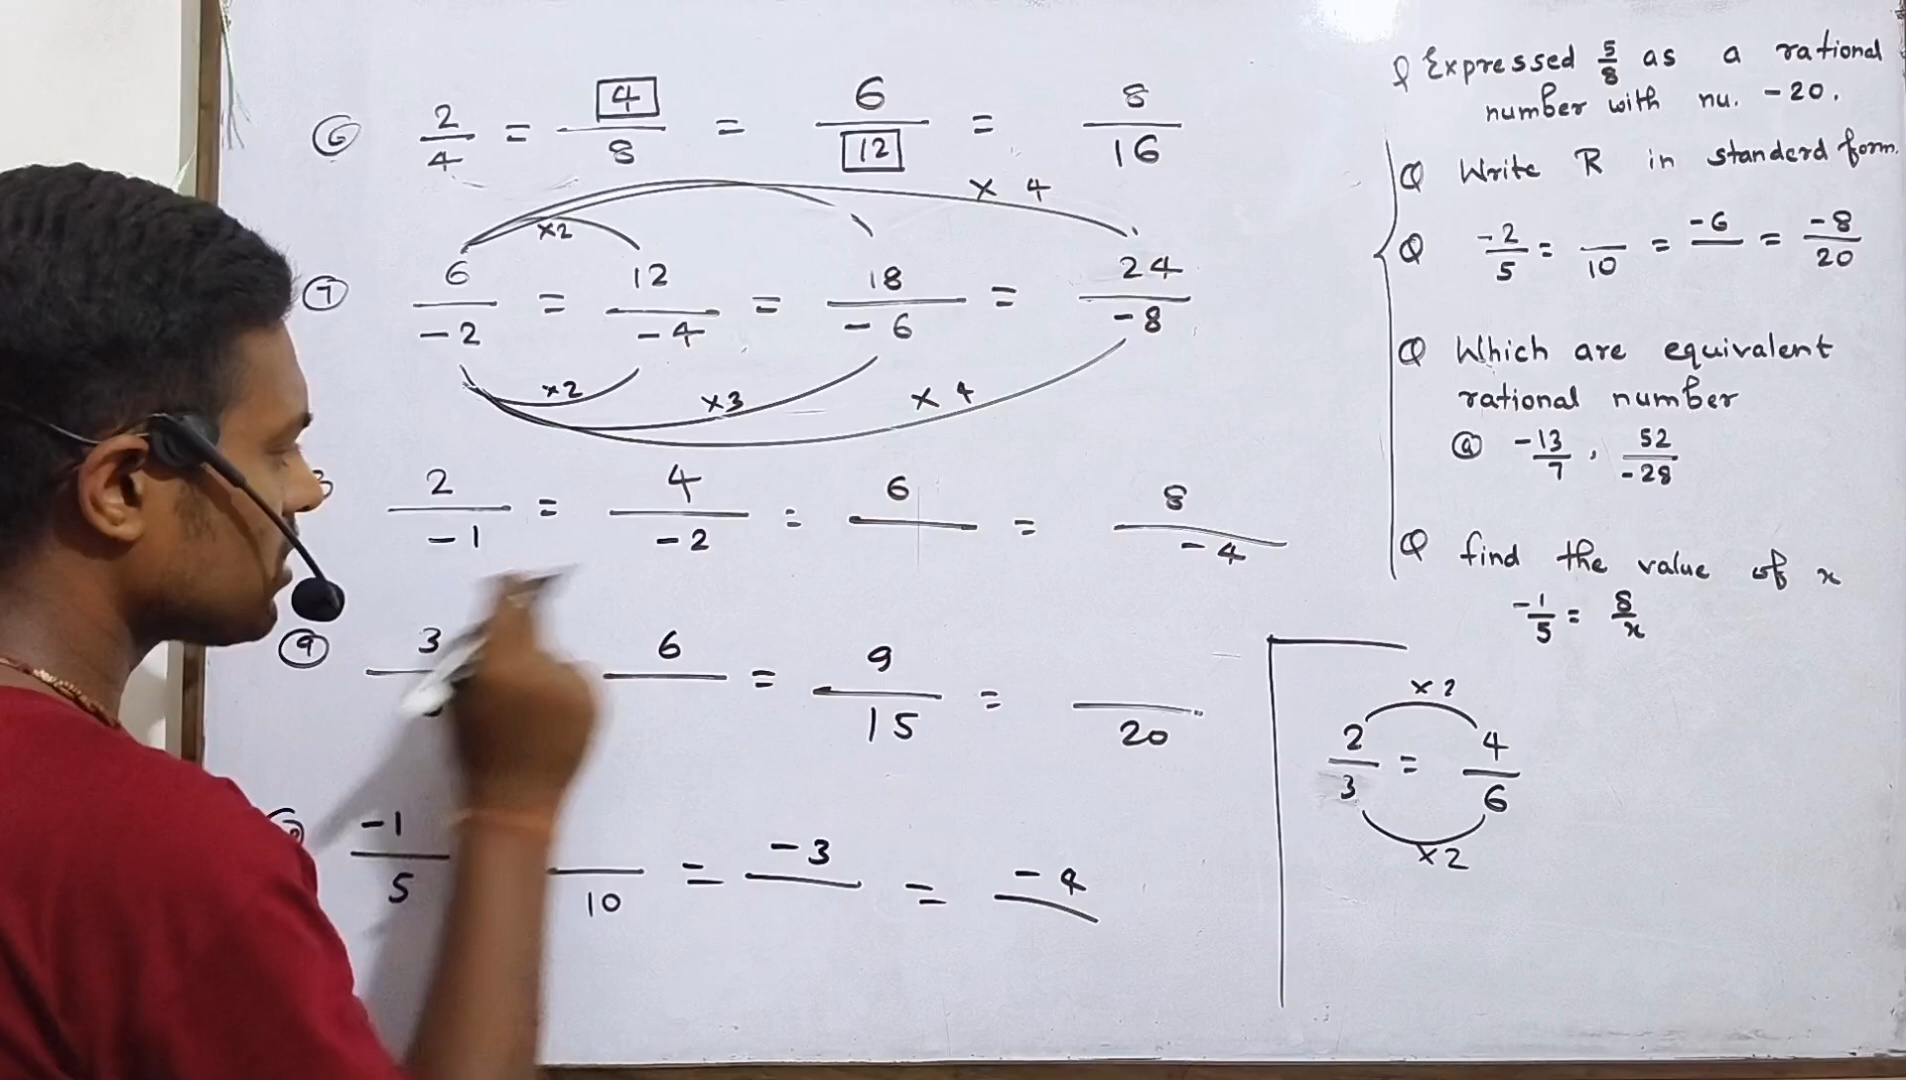 ⑥ 2/4 = 4/8 = 6/12 = 8/16
× 4
×2
⑦ 6/-2 = 12/-4 = 18/-6 = 24/-8
×2 ×3 × 4
2/-1 = 4/-2 = 6/ = 8/-4
⑨ 3/ 6/ = 9/15 = /20
-1/5 /10 = -3/ = -4/
Q Expressed 5/8 as a rational
number with nu. -20.
Q Write R in standerd form.
Q -2/5 = /10 = -6/ = -8/20
Q Which are equivalent
rational number
ⓐ -13/7 , 52/-28
Q find the value of x
-1/5 = 8/x
×2
2/3 = 4/6
×2